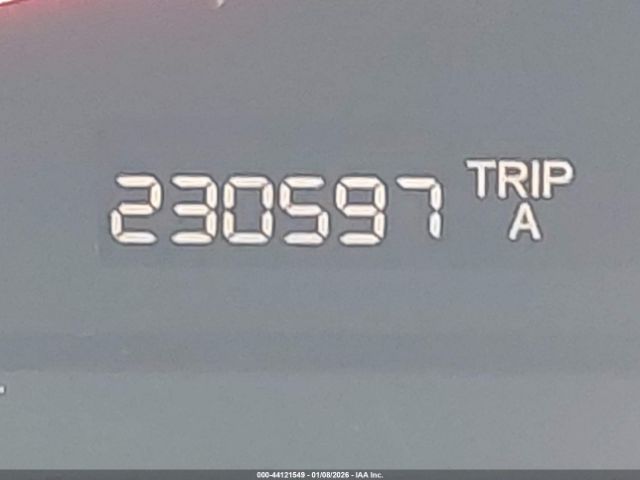 230597 TRIP
A
000-44121549 - 01/08/2026 - IAA Inc.